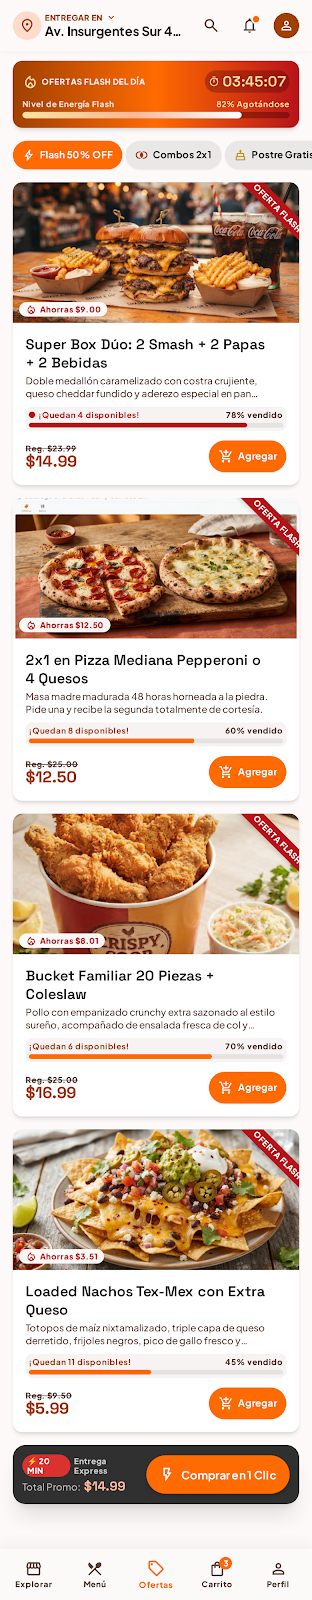 ENTREGAR EN
Av. Insurgentes Sur 4...
OFERTAS FLASH DEL DÍA
03:45:07
Nivel de Energía Flash
82% Agotándose
Flash 50% OFF
Combos 2x1
Postre Gratis
OFERTA FLASH
Coca-Cola
Coca-Cola
Ahorras $9.00
Super Box Dúo: 2 Smash + 2 Papas
+ 2 Bebidas
Doble medallón caramelizado con costra crujiente,
queso cheddar fundido y aderezo especial en pan...
¡Quedan 4 disponibles!
78% vendido
Reg. $23.99
$14.99
Agregar
OFERTA FLASH
Ahorras $12.50
2x1 en Pizza Mediana Pepperoni o
4 Quesos
Masa madre madurada 48 horas horneada a la piedra.
Pide una y recibe la segunda totalmente de cortesía.
¡Quedan 8 disponibles!
60% vendido
Reg. $25.00
$12.50
Agregar
OFERTA FLASH
CRISPY
Ahorras $8.01
Bucket Familiar 20 Piezas +
Coleslaw
Pollo con empanizado crunchy extra sazonado al estilo
sureño, acompañado de ensalada fresca de col y...
¡Quedan 6 disponibles!
70% vendido
Reg. $25.00
$16.99
Agregar
OFERTA FLASH
Ahorras $3.51
Loaded Nachos Tex-Mex con Extra
Queso
Totopos de maíz nixtamalizado, triple capa de queso
derretido, frijoles negros, pico de gallo fresco y...
¡Quedan 11 disponibles!
45% vendido
Reg. $9.50
$5.99
Agregar
⚡ 20 MIN
Entrega Express
Total Promo: $14.99
Comprar en 1 Clic
Explorar
Menú
Ofertas
3
Carrito
Perfil